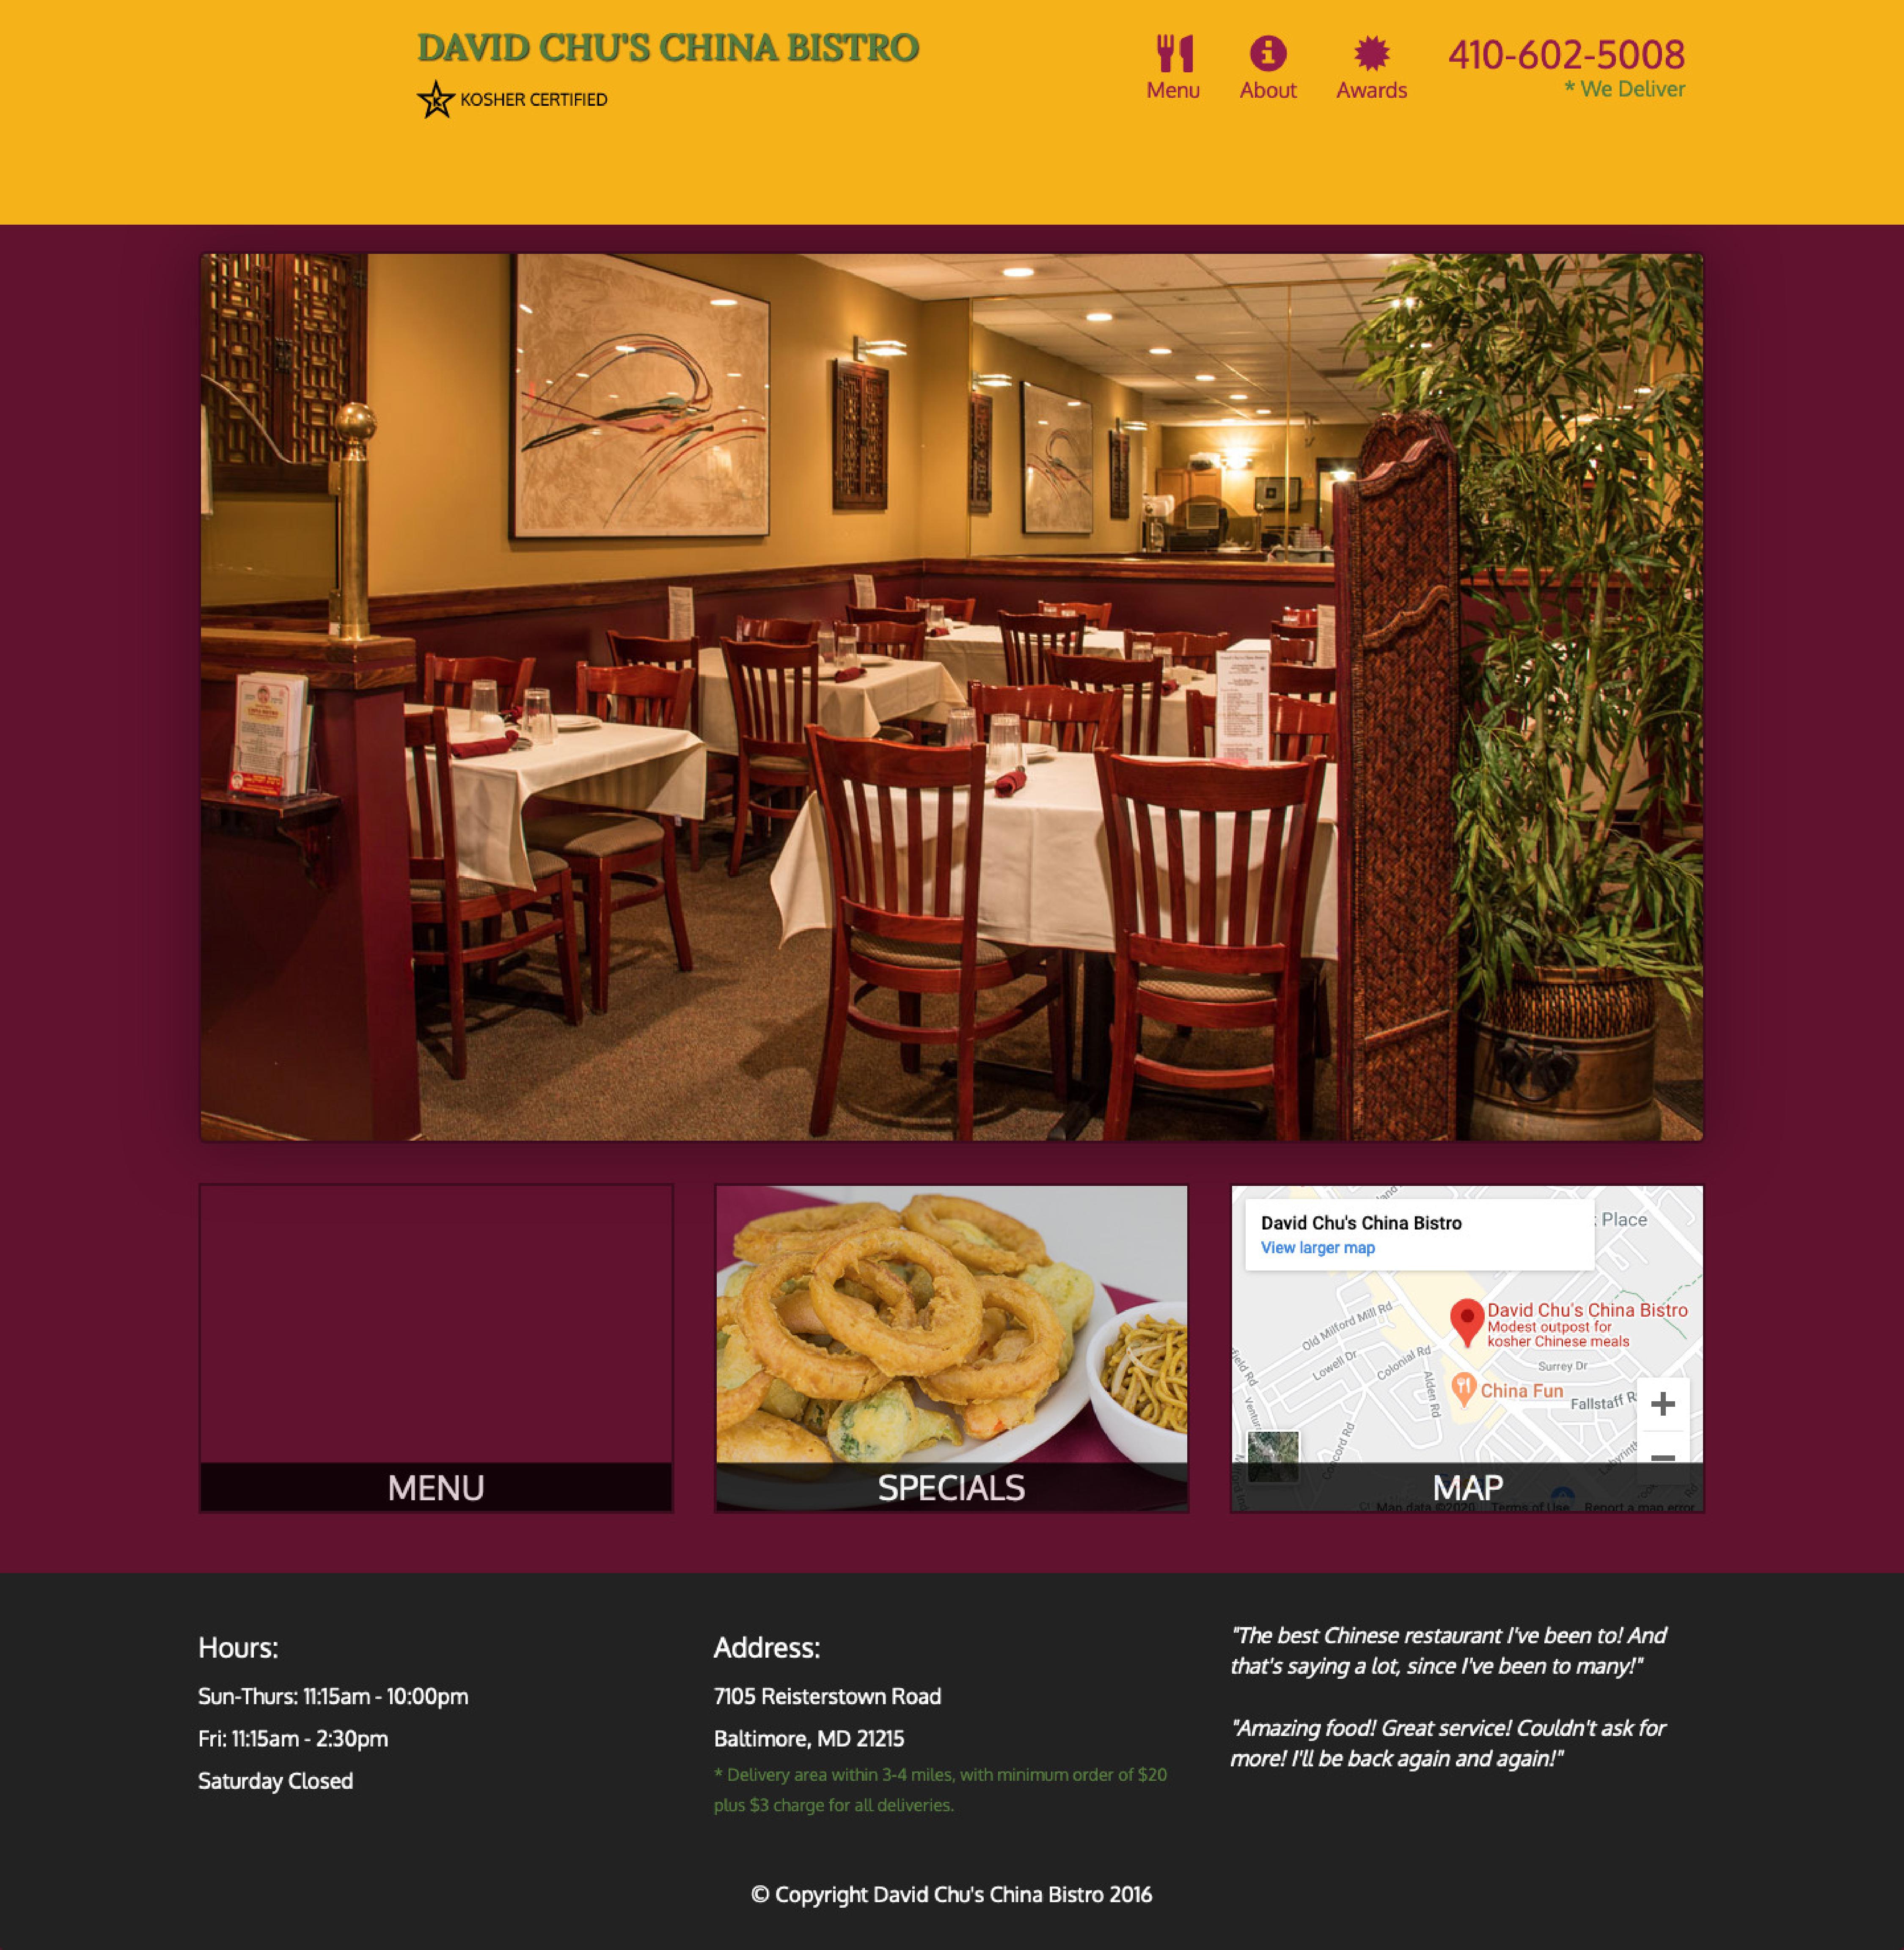 DAVID CHU'S CHINA BISTRO
KOSHER CERTIFIED
Menu
About
Awards
410-602-5008
* We Deliver
MENU
SPECIALS
David Chu's China Bistro
View larger map
Place
Old Milford Mill Rd
David Chu's China Bistro
Modest outpost for
kosher Chinese meals
Lowell Dr
Colonial Rd
Surrey Dr
Alden Rd
China Fun
Fallstaff
Concord Rd
MAP
Map data ©2020
Terms of Use
Report a map error
Hours:
Sun-Thurs: 11:15am - 10:00pm
Fri: 11:15am - 2:30pm
Saturday Closed
Address:
7105 Reisterstown Road
Baltimore, MD 21215
* Delivery area within 3-4 miles, with minimum order of $20
plus $3 charge for all deliveries.
"The best Chinese restaurant I've been to! And
that's saying a lot, since I've been to many!"
"Amazing food! Great service! Couldn't ask for
more! I'll be back again and again!"
© Copyright David Chu's China Bistro 2016